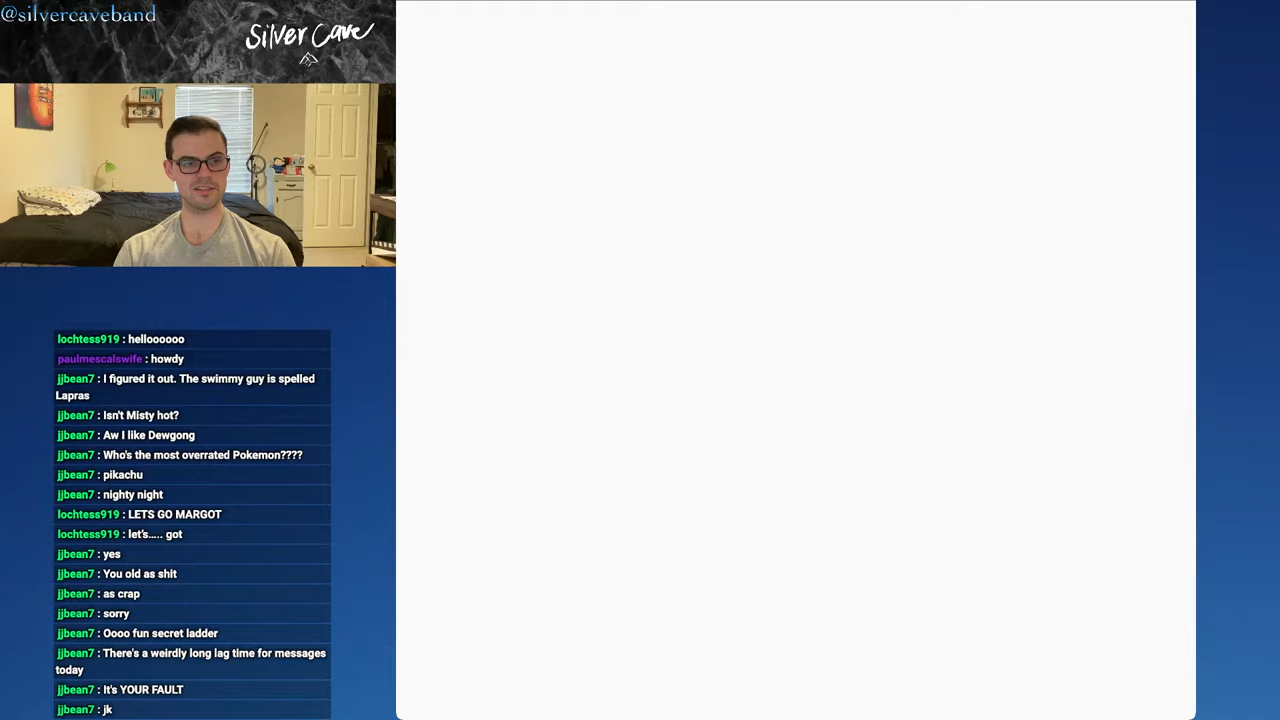 @silvercaveband
Silver Cave
lochtess919 : helloooooo
paulmescalswife : howdy
jjbean7 : I figured it out. The swimmy guy is spelled
Lapras
jjbean7 : Isn't Misty hot?
jjbean7 : Aw I like Dewgong
jjbean7 : Who's the most overrated Pokemon????
jjbean7 : pikachu
jjbean7 : nighty night
lochtess919 : LETS GO MARGOT
lochtess919 : let's..... got
jjbean7 : yes
jjbean7 : You old as shit
jjbean7 : as crap
jjbean7 : sorry
jjbean7 : Oooo fun secret ladder
jjbean7 : There's a weirdly long lag time for messages
today
jjbean7 : It's YOUR FAULT
jjbean7 : jk